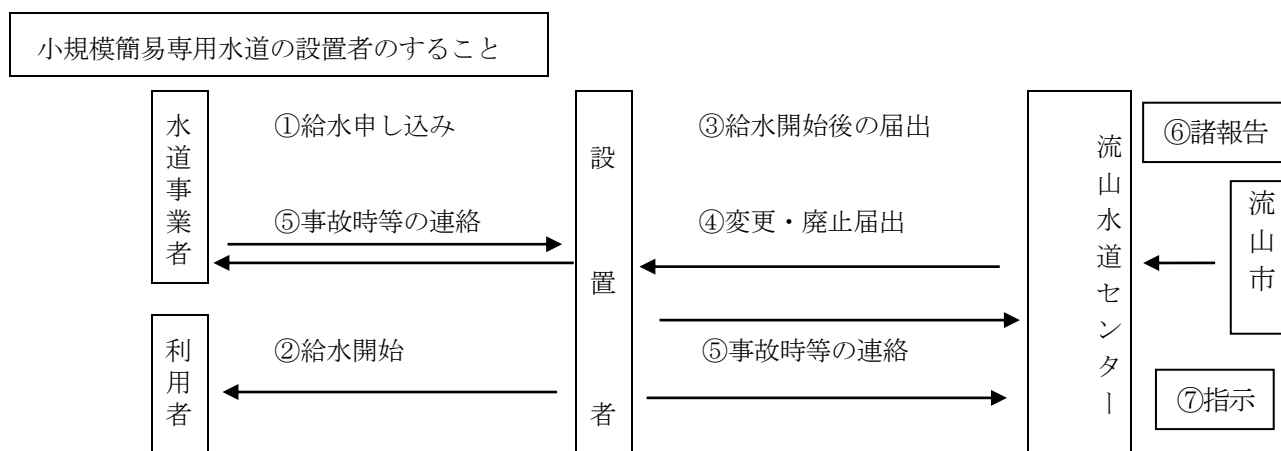 小規模簡易専用水道の設置者のすること
水道事業者
①給水申し込み
⑤事故時等の連絡
利用者
②給水開始
設置者
③給水開始後の届出
④変更・廃止届出
⑤事故時等の連絡
流山水道センター
⑥諸報告
流山市
⑦指示